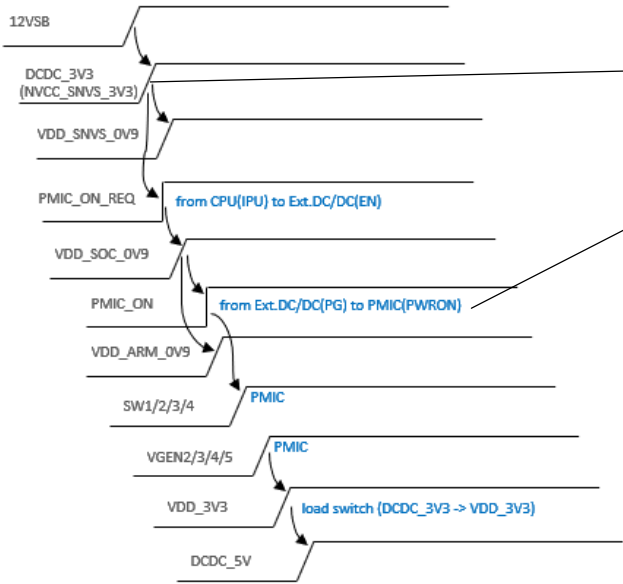 12VSB
DCDC_3V3
(NVCC_SNVS_3V3)
VDD_SNVS_0V9
PMIC_ON_REQ from CPU(IPU) to Ext.DC/DC(EN)
VDD_SOC_0V9
PMIC_ON from Ext.DC/DC(PG) to PMIC(PWRON)
VDD_ARM_0V9
SW1/2/3/4 PMIC
VGEN2/3/4/5 PMIC
VDD_3V3 load switch (DCDC_3V3 -> VDD_3V3)
DCDC_5V